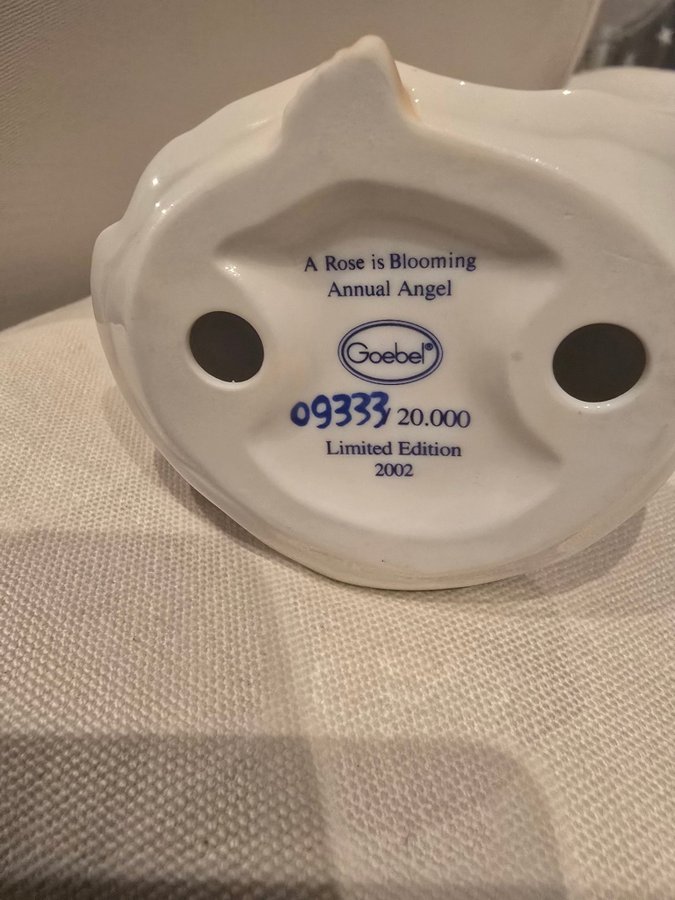 A Rose is Blooming
Annual Angel
Goebel®
09333/ 20.000
Limited Edition
2002